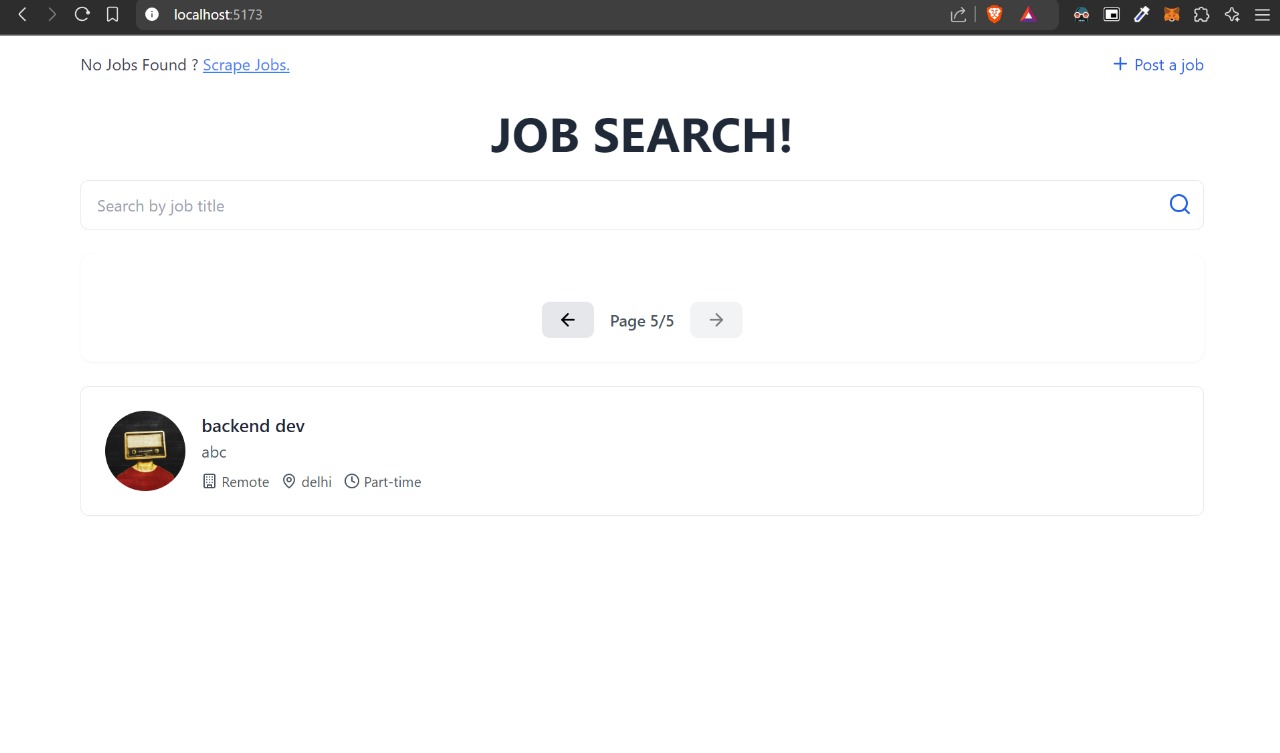 localhost:5173
No Jobs Found ? Scrape Jobs.
+ Post a job
JOB SEARCH!
Search by job title
Page 5/5
backend dev
abc
Remote delhi Part-time